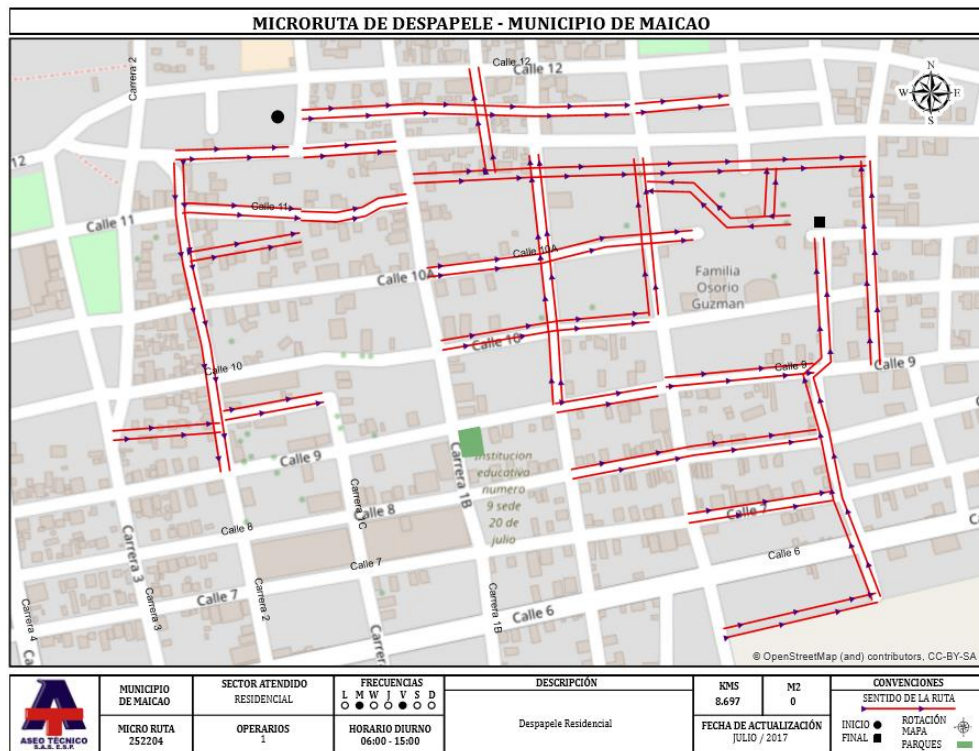 MICRORUTA DE DESPAPELE - MUNICIPIO DE MAICAO
Carrera 2
Calle 12
Calle 12
N
W E
S
12
Calle 11
Calle 11
Calle 10A
Calle 10A
Familia
Osorio
Guzman
Calle 10
Calle 10
Calle 9
Calle 9
Calle 9
Carrera 1B
Institucion
educativa
numero
9 sede
20 de
julio
Carrera 1C
Calle 8
Calle 8
Calle 7
Calle 7
Calle 7
Calle 6
Calle 6
Carrera 4
Carrera 3
Carrera 3
Carrera 2
Carrera
Carrera 1B
© OpenStreetMap (and) contributors, CC-BY-SA
ASEO TÉCNICO
S.A.S. E.S.P.
MUNICIPIO
DE MAICAO
SECTOR ATENDIDO
RESIDENCIAL
FRECUENCIAS
L M W J V S D
MICRO RUTA
252204
OPERARIOS
1
HORARIO DIURNO
06:00 - 15:00
DESCRIPCIÓN
Despapele Residencial
KMS
8.697
M2
0
FECHA DE ACTUALIZACIÓN
JULIO / 2017
CONVENCIONES
SENTIDO DE LA RUTA
INICIO
FINAL
ROTACIÓN
MAPA
PARQUES